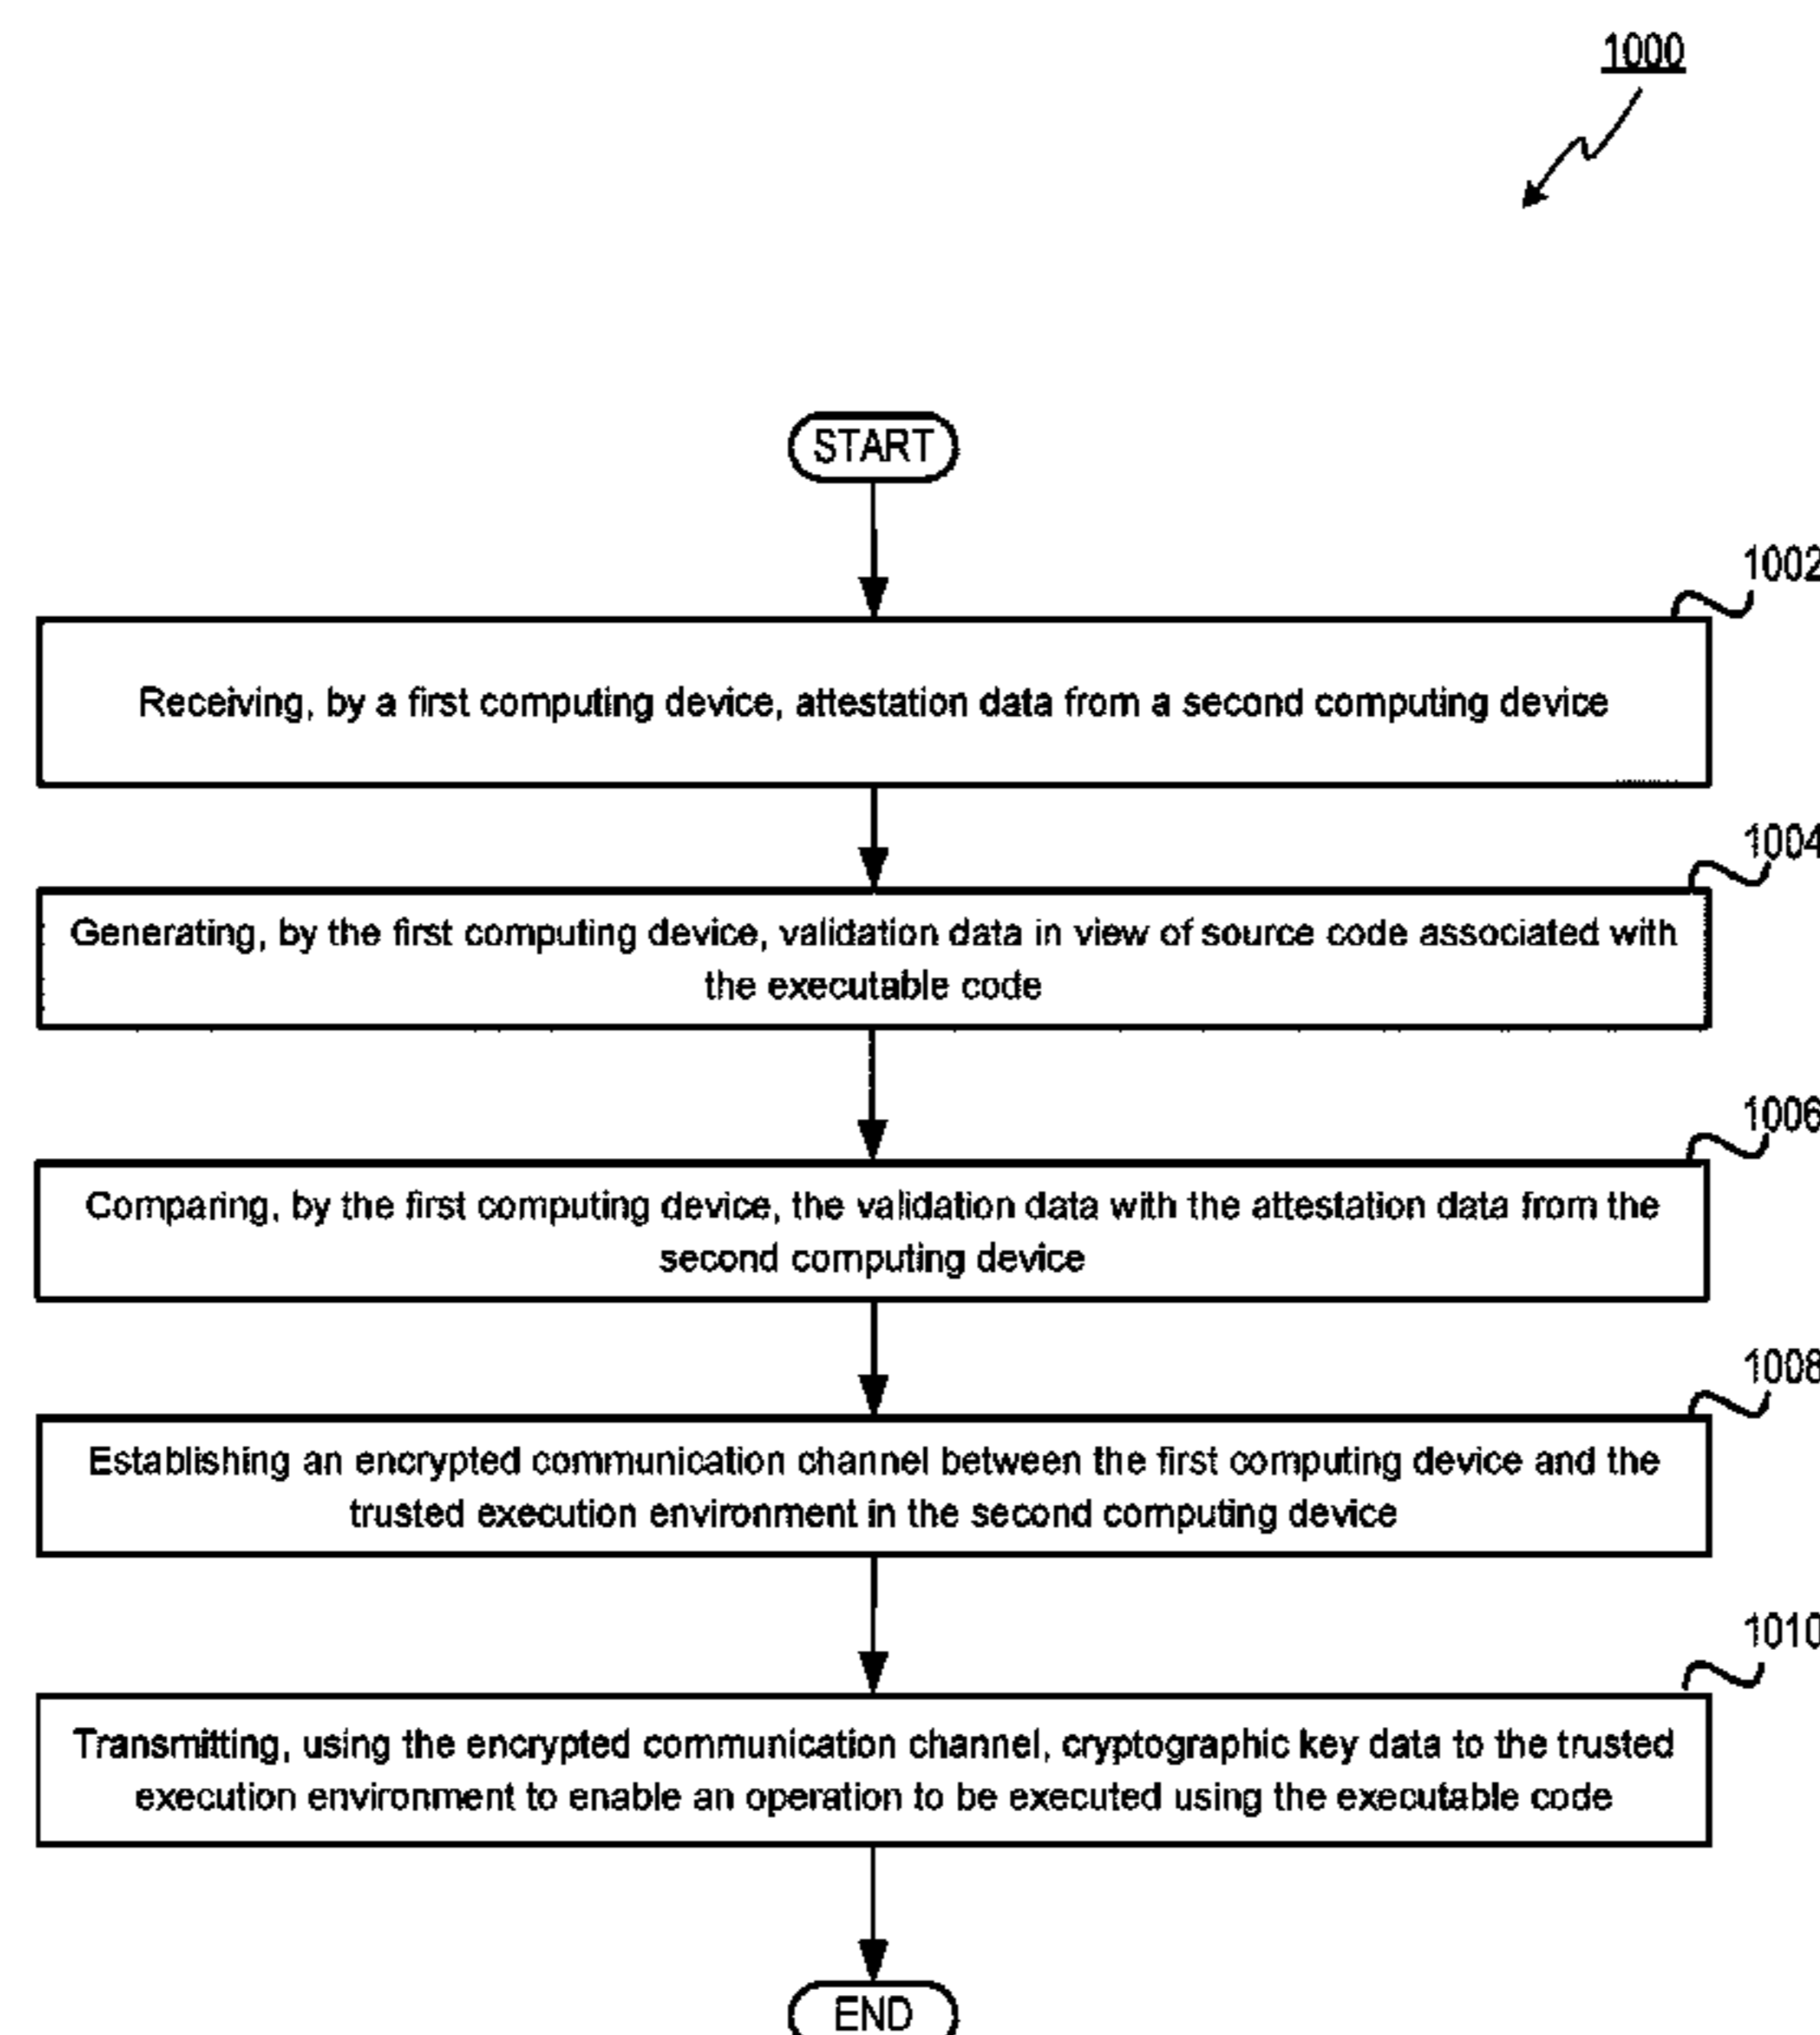 1000
START
1002
Receiving, by a first computing device, attestation data from a second computing device
1004
Generating, by the first computing device, validation data in view of source code associated with
the executable code
1006
Comparing, by the first computing device, the validation data with the attestation data from the
second computing device
1008
Establishing an encrypted communication channel between the first computing device and the
trusted execution environment in the second computing device
1010
Transmitting, using the encrypted communication channel, cryptographic key data to the trusted
execution environment to enable an operation to be executed using the executable code
END